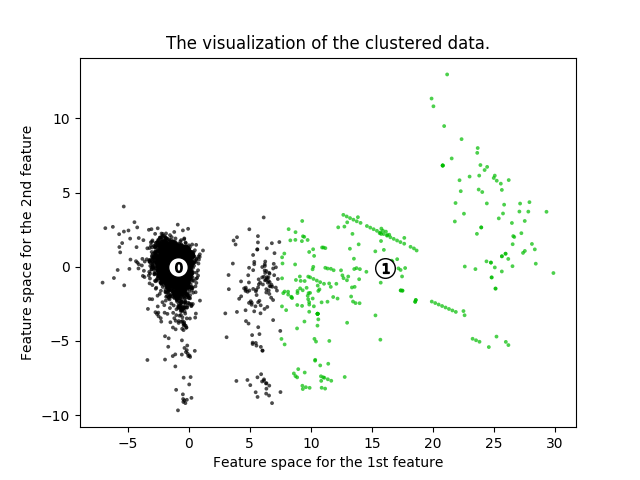 The visualization of the clustered data.
Feature space for the 2nd feature
10
5
0
−5
−10
0
1
−5 0 5 10 15 20 25 30
Feature space for the 1st feature